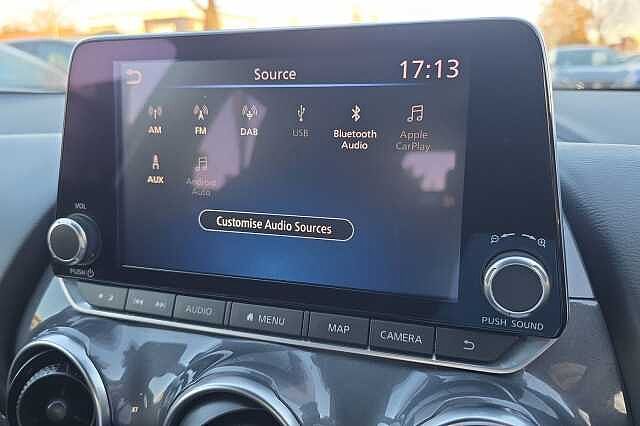 Source
17:13
AM
FM
DAB
USB
Bluetooth
Audio
Apple
CarPlay
AUX
Android
Auto
Customise Audio Sources
VOL
PUSH
PUSH SOUND
AUDIO
MENU
MAP
CAMERA